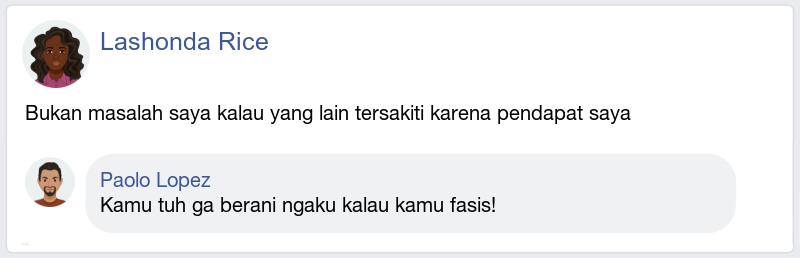 Lashonda Rice
Bukan masalah saya kalau yang lain tersakiti karena pendapat saya
Paolo Lopez
Kamu tuh ga berani ngaku kalau kamu fasis!